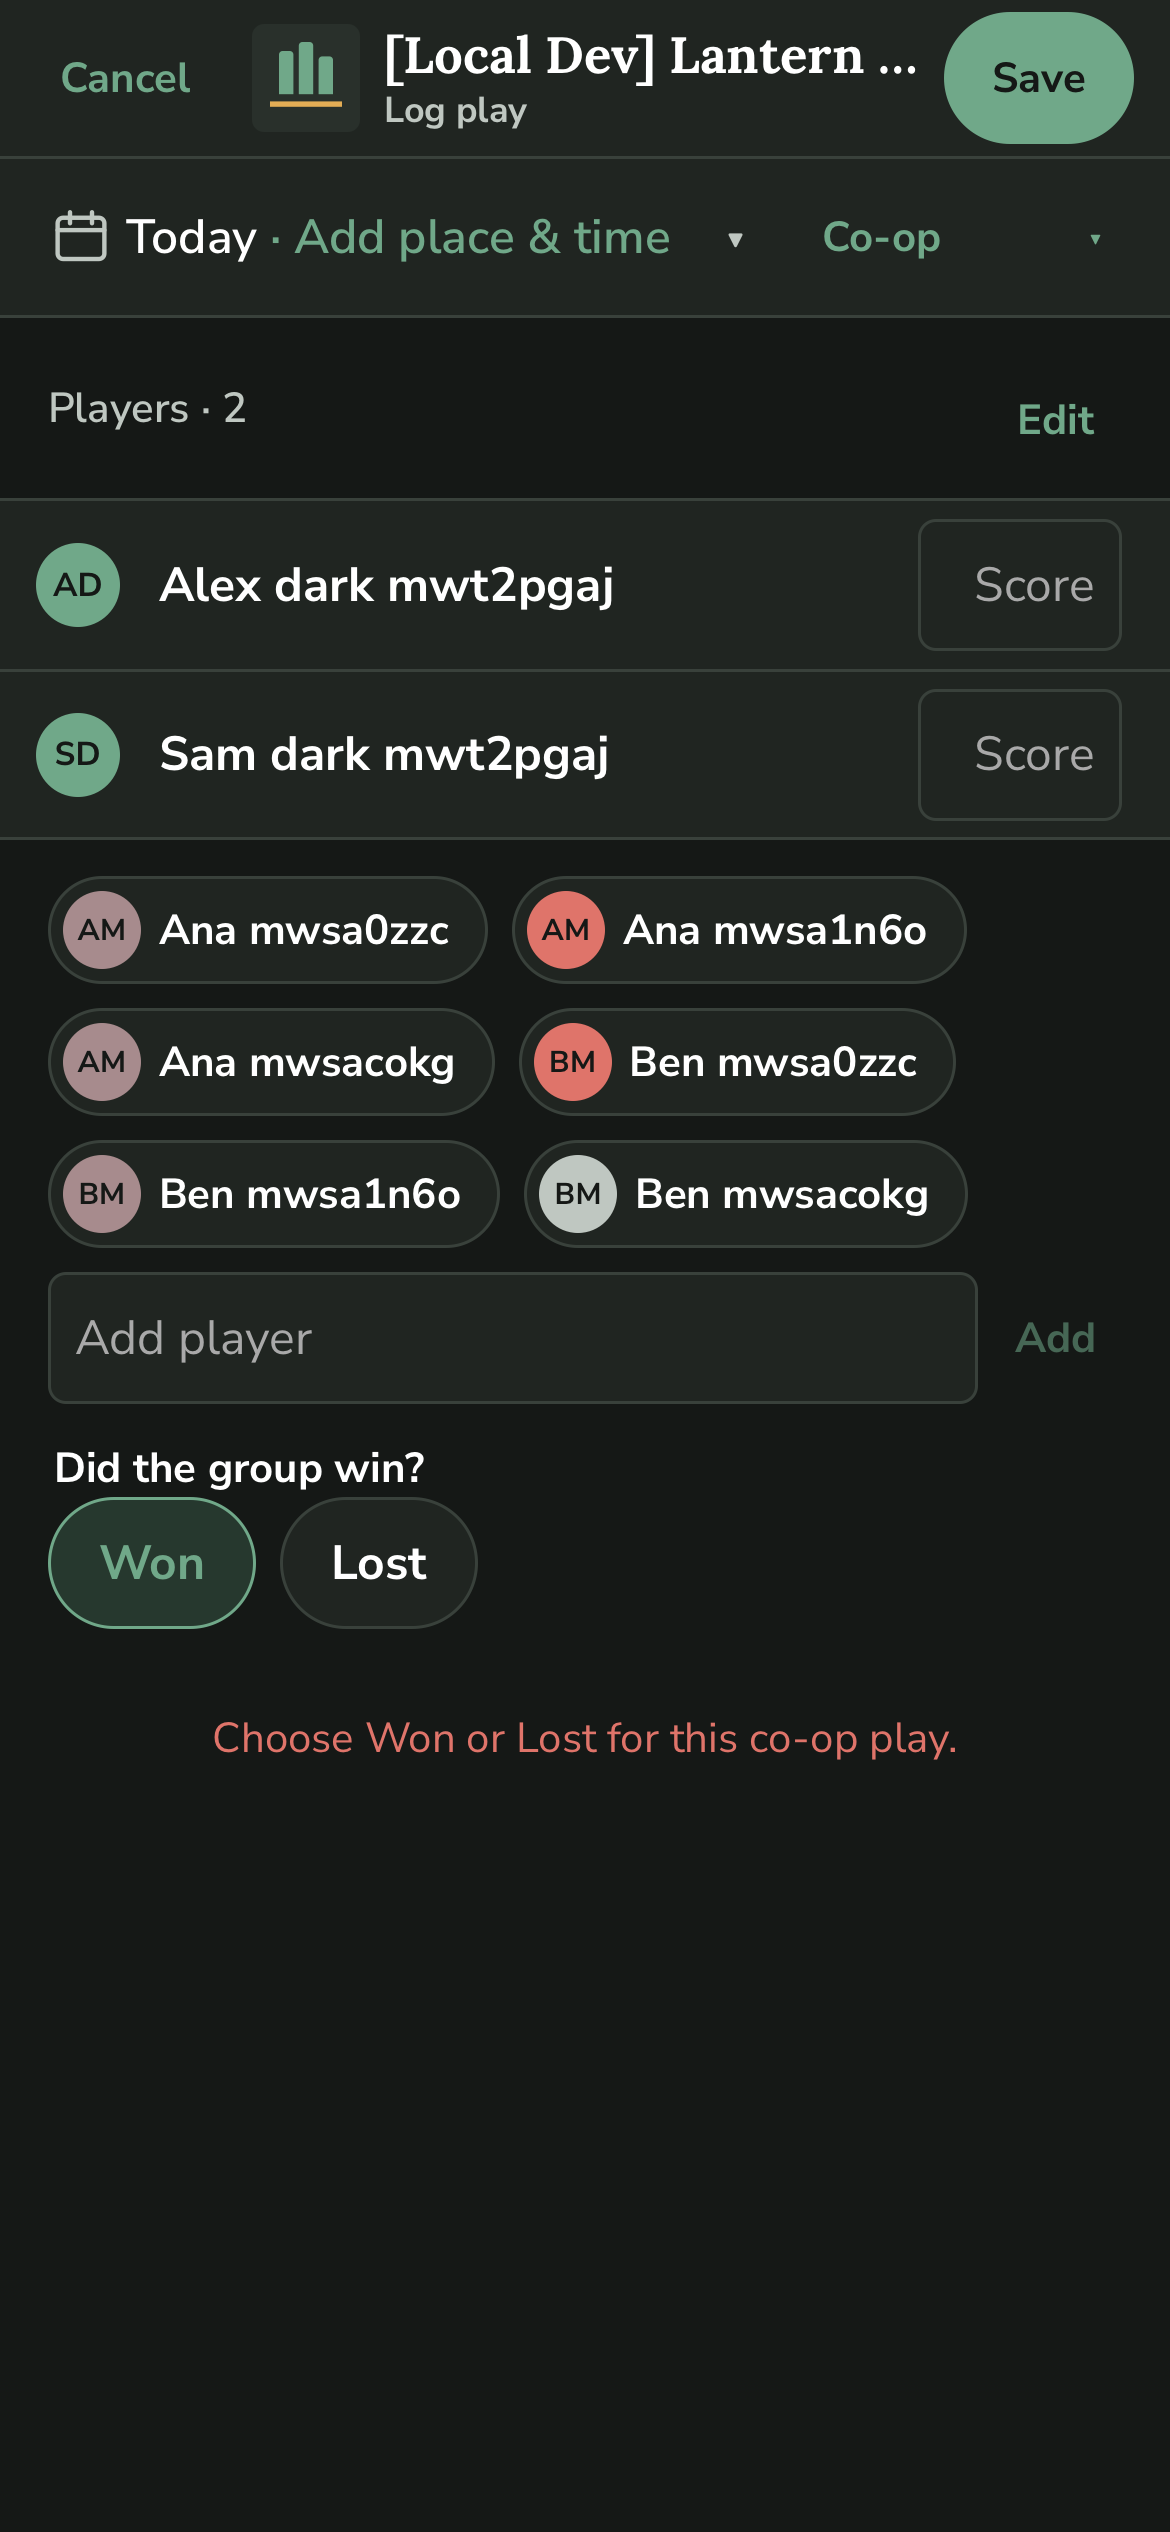 Cancel
[Local Dev] Lantern ...
Log play
Save
Today · Add place & time
Co-op
Players · 2
Edit
AD Alex dark mwt2pgaj Score
SD Sam dark mwt2pgaj Score
AM Ana mwsa0zzc AM Ana mwsa1n6o
AM Ana mwsacokg BM Ben mwsa0zzc
BM Ben mwsa1n6o BM Ben mwsacokg
Add player Add
Did the group win?
Won Lost
Choose Won or Lost for this co-op play.